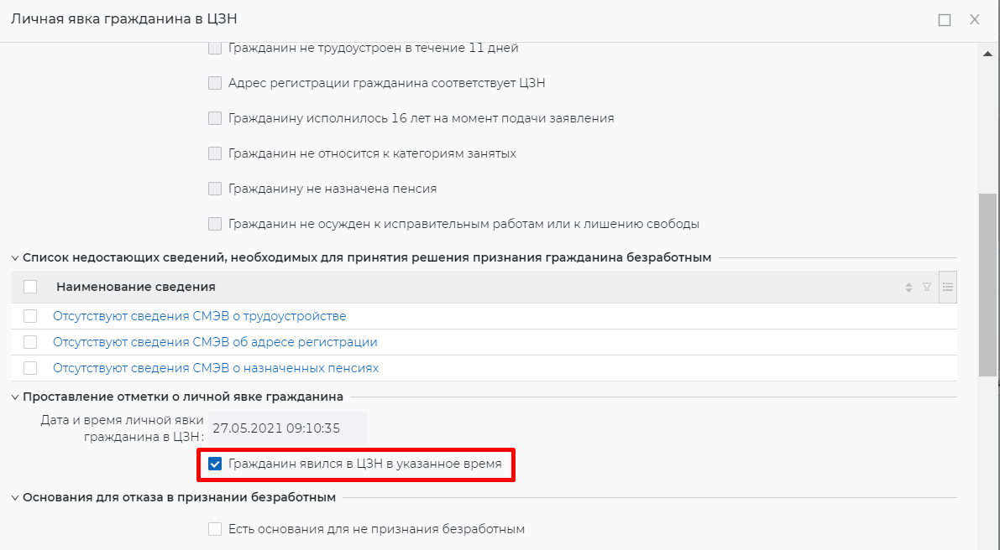 Личная явка гражданина в ЦЗН
Гражданин не трудоустроен в течение 11 дней
Адрес регистрации гражданина соответствует ЦЗН
Гражданину исполнилось 16 лет на момент подачи заявления
Гражданин не относится к категориям занятых
Гражданину не назначена пенсия
Гражданин не осужден к исправительным работам или к лишению свободы
Список недостающих сведений, необходимых для принятия решения признания гражданина безработным
Наименование сведения
Отсутствуют сведения СМЭВ о трудоустройстве
Отсутствуют сведения СМЭВ об адресе регистрации
Отсутствуют сведения СМЭВ о назначенных пенсиях
Проставление отметки о личной явке гражданина
Дата и время личной явки
гражданина в ЦЗН:
27.05.2021 09:10:35
Гражданин явился в ЦЗН в указанное время
Основания для отказа в признании безработным
Есть основания для не признания безработным